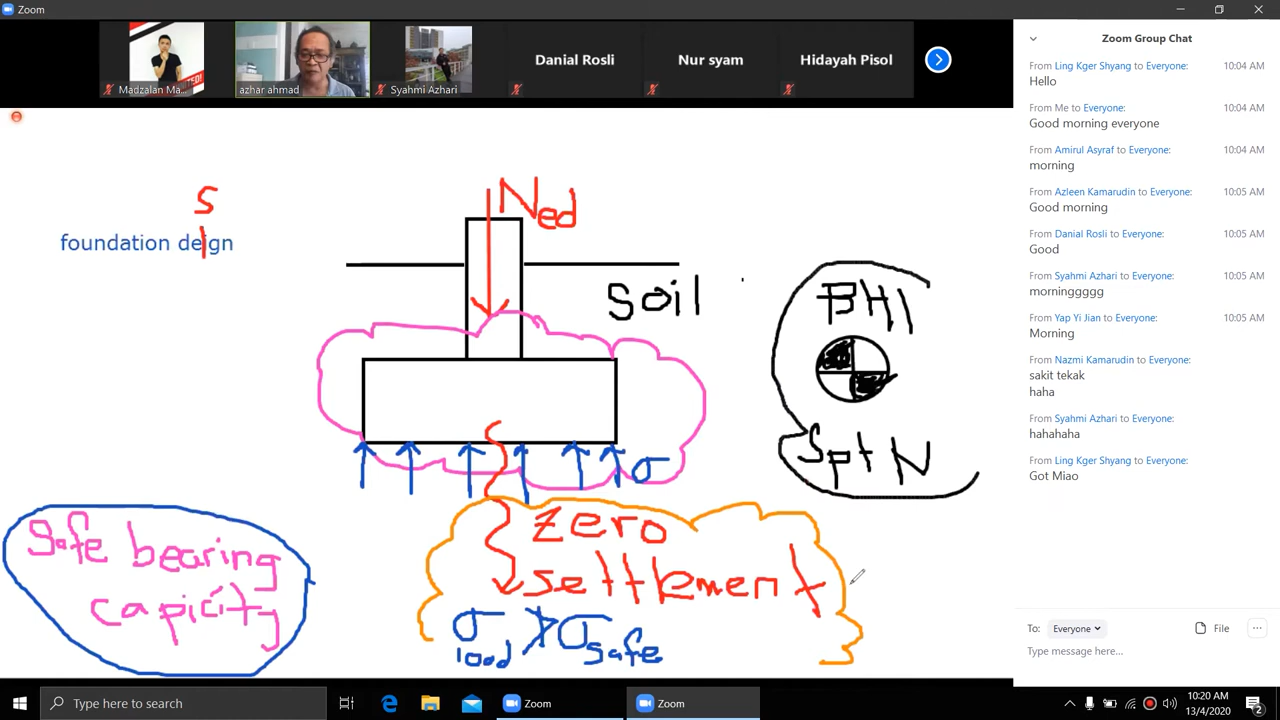 Zoom
Madzalan Ma...
azhar ahmad
Syahmi Azhari
Danial Rosli
Nur syam
Hidayah Pisol
s
foundation deign
Ned
Soil
BH1
Spt N
σ
Safe bearing
capicity
zero
settlement
σload ≯ σsafe
Zoom Group Chat
From Ling Kger Shyang to Everyone: 10:04 AM
Hello
From Me to Everyone: 10:04 AM
Good morning everyone
From Amirul Asyraf to Everyone: 10:04 AM
morning
From Azleen Kamarudin to Everyone: 10:05 AM
Good morning
From Danial Rosli to Everyone: 10:05 AM
Good
From Syahmi Azhari to Everyone: 10:05 AM
morninggggg
From Yap Yi Jian to Everyone: 10:05 AM
Morning
From Nazmi Kamarudin to Everyone: 10:19 AM
sakit tekak
haha
From Syahmi Azhari to Everyone: 10:19 AM
hahahaha
From Ling Kger Shyang to Everyone: 10:19 AM
Got Miao
To: Everyone File ...
Type message here...
Type here to search
Zoom
Zoom
10:20 AM
13/4/2020
2